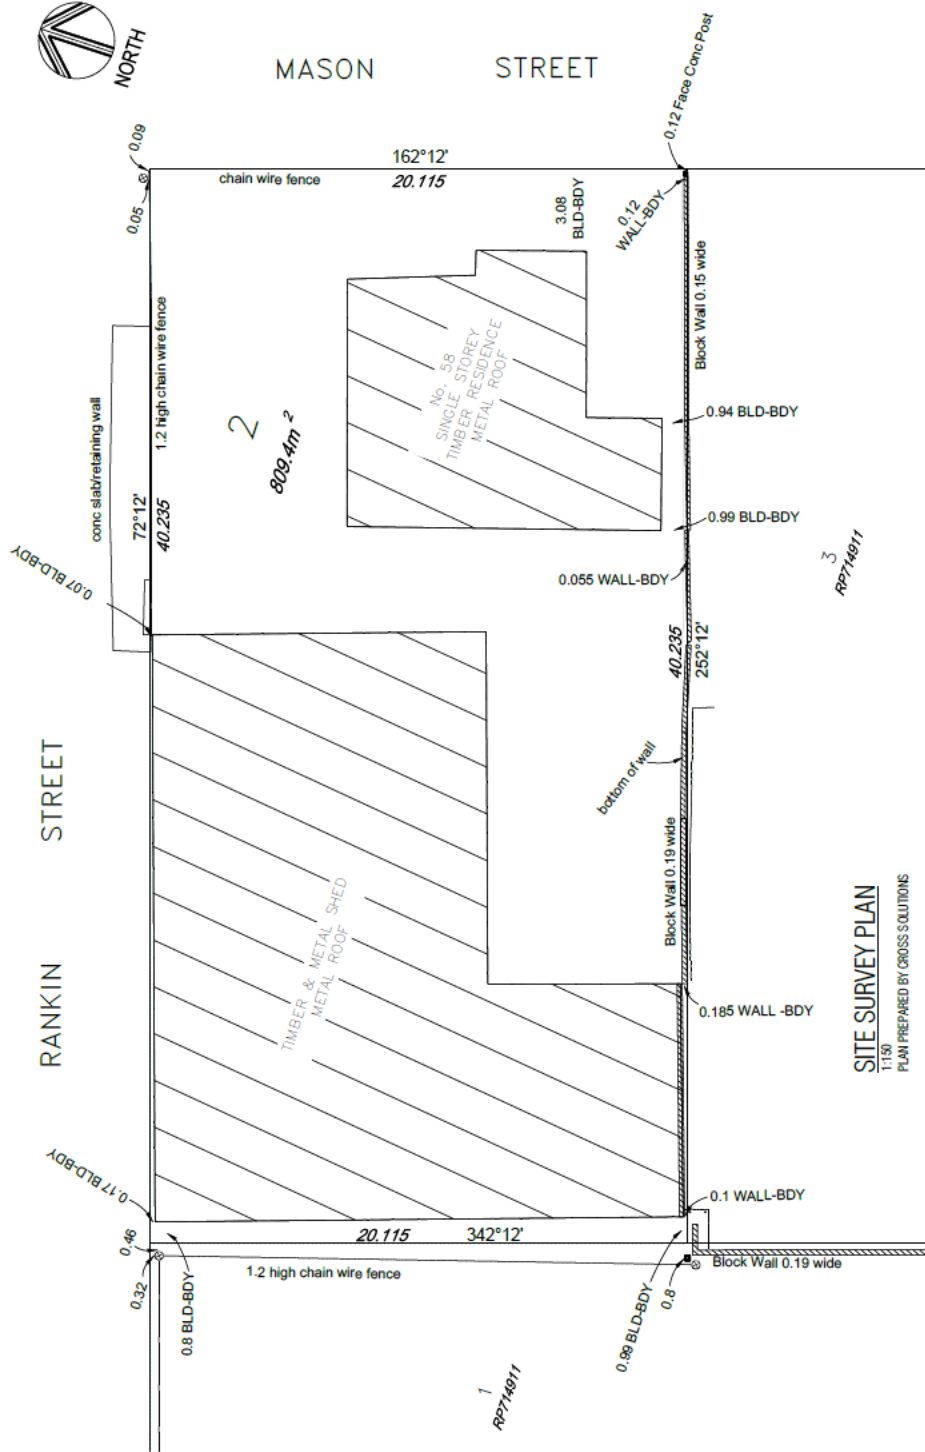 NORTH
MASON STREET
0.09
0.05
162°12'
20.115
chain wire fence
0.12 Face Conc Post
3.08
BLD-BDY
0.12
WALL-BDY
Block Wall 0.15 wide
1.2 high chain wire fence
conc slab/retaining wall
No. 58
SINGLE STOREY
TIMBER RESIDENCE
METAL ROOF
2
809.4m²
0.94 BLD-BDY
72°12'
40.235
0.99 BLD-BDY
0.07 BLD-BDY
0.055 WALL-BDY
3
RP714911
40.235
252°12'
RANKIN STREET
bottom of wall
Block Wall 0.19 wide
TIMBER & METAL SHED
METAL ROOF
SITE SURVEY PLAN
1:150
PLAN PREPARED BY CROSS SOLUTIONS
0.185 WALL -BDY
0.17 BLD-BDY
0.1 WALL-BDY
0.46
0.32
20.115
342°12'
1.2 high chain wire fence
Block Wall 0.19 wide
0.8 BLD-BDY
0.99 BLD-BDY
0.8
1
RP714911